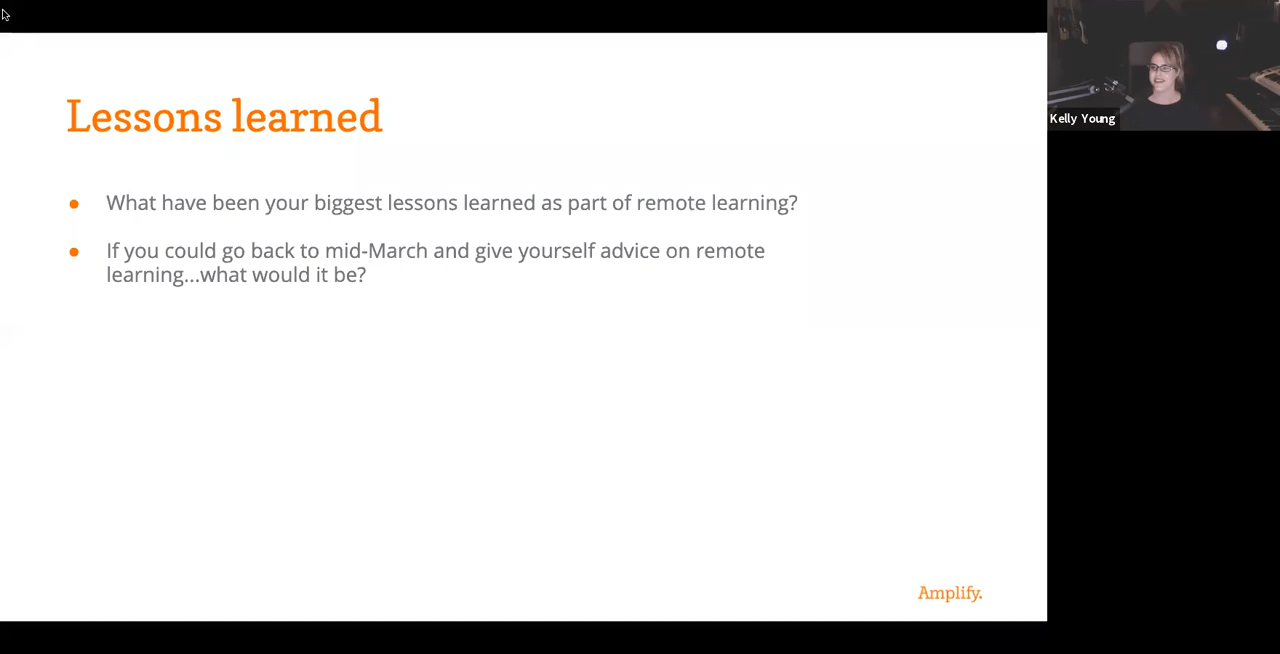 Lessons learned
● What have been your biggest lessons learned as part of remote learning?
● If you could go back to mid-March and give yourself advice on remote
learning...what would it be?
Amplify.
Kelly Young